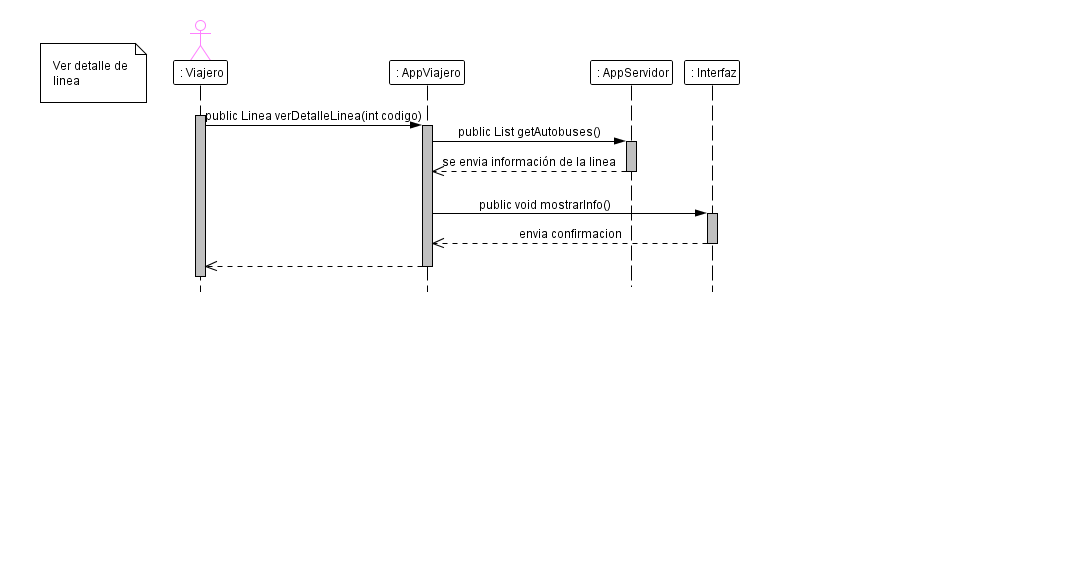 Ver detalle de
linea
: Viajero
: AppViajero
: AppServidor
: Interfaz
public Linea verDetalleLinea(int codigo)
public List getAutobuses()
se envia información de la linea
public void mostrarInfo()
envia confirmacion